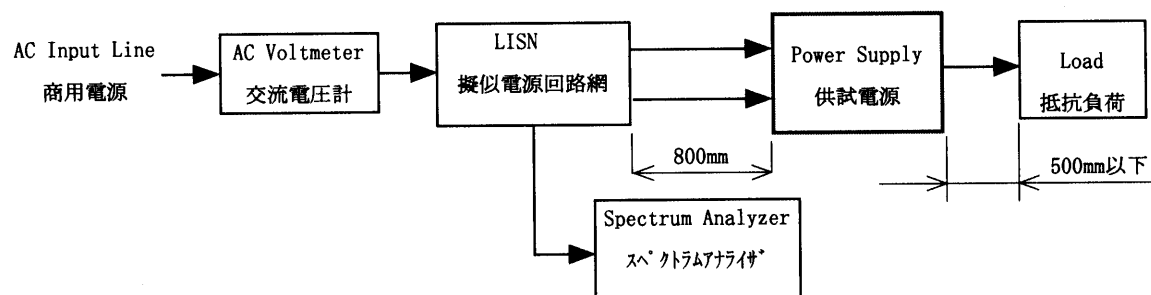 AC Input Line
商用電源
AC Voltmeter
交流電圧計
LISN
擬似電源回路網
Power Supply
供試電源
Load
抵抗負荷
800mm
500mm以下
Spectrum Analyzer
ｽﾍﾟｸﾄﾗﾑｱﾅﾗｲｻﾞ